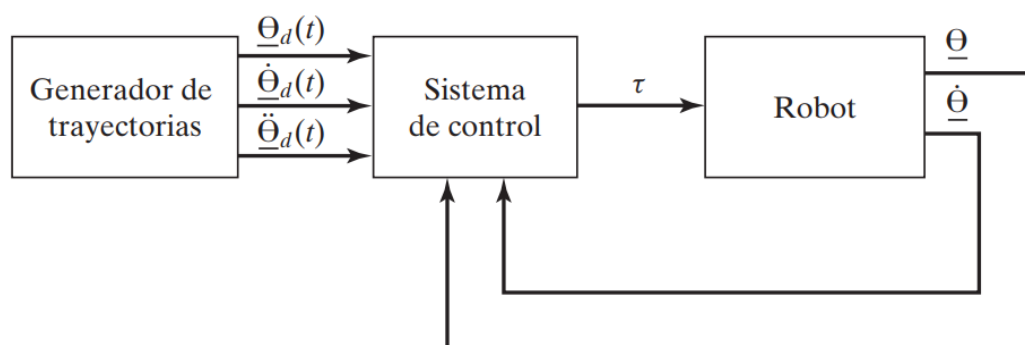 Generador de
trayectorias
Θ_d(t)
Θ̇_d(t)
Θ̈_d(t)
Sistema
de control
τ
Robot
Θ
Θ̇